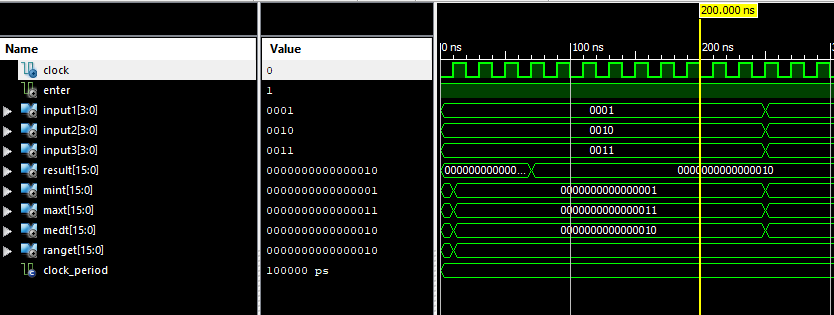 200.000 ns
Name Value 0 ns 100 ns 200 ns
clock 0
enter 1
input1[3:0] 0001 0001
input2[3:0] 0010 0010
input3[3:0] 0011 0011
result[15:0] 0000000000000010 000000000000... 0000000000000010
mint[15:0] 0000000000000001 0000000000000001
maxt[15:0] 0000000000000011 0000000000000011
medt[15:0] 0000000000000010 0000000000000010
ranget[15:0] 0000000000000010
clock_period 100000 ps